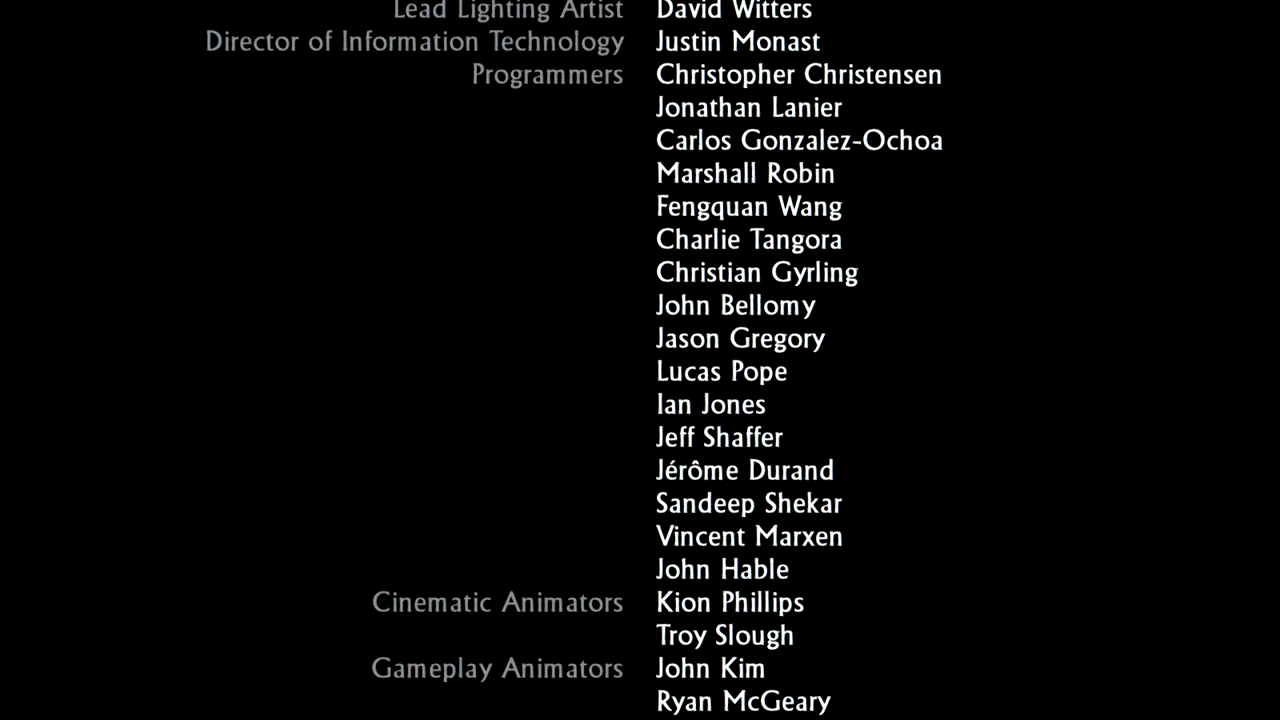 Lead Lighting Artist David Witters
Director of Information Technology Justin Monast
Programmers Christopher Christensen
Jonathan Lanier
Carlos Gonzalez-Ochoa
Marshall Robin
Fengquan Wang
Charlie Tangora
Christian Gyrling
John Bellomy
Jason Gregory
Lucas Pope
Ian Jones
Jeff Shaffer
Jérôme Durand
Sandeep Shekar
Vincent Marxen
John Hable
Cinematic Animators Kion Phillips
Troy Slough
Gameplay Animators John Kim
Ryan McGeary